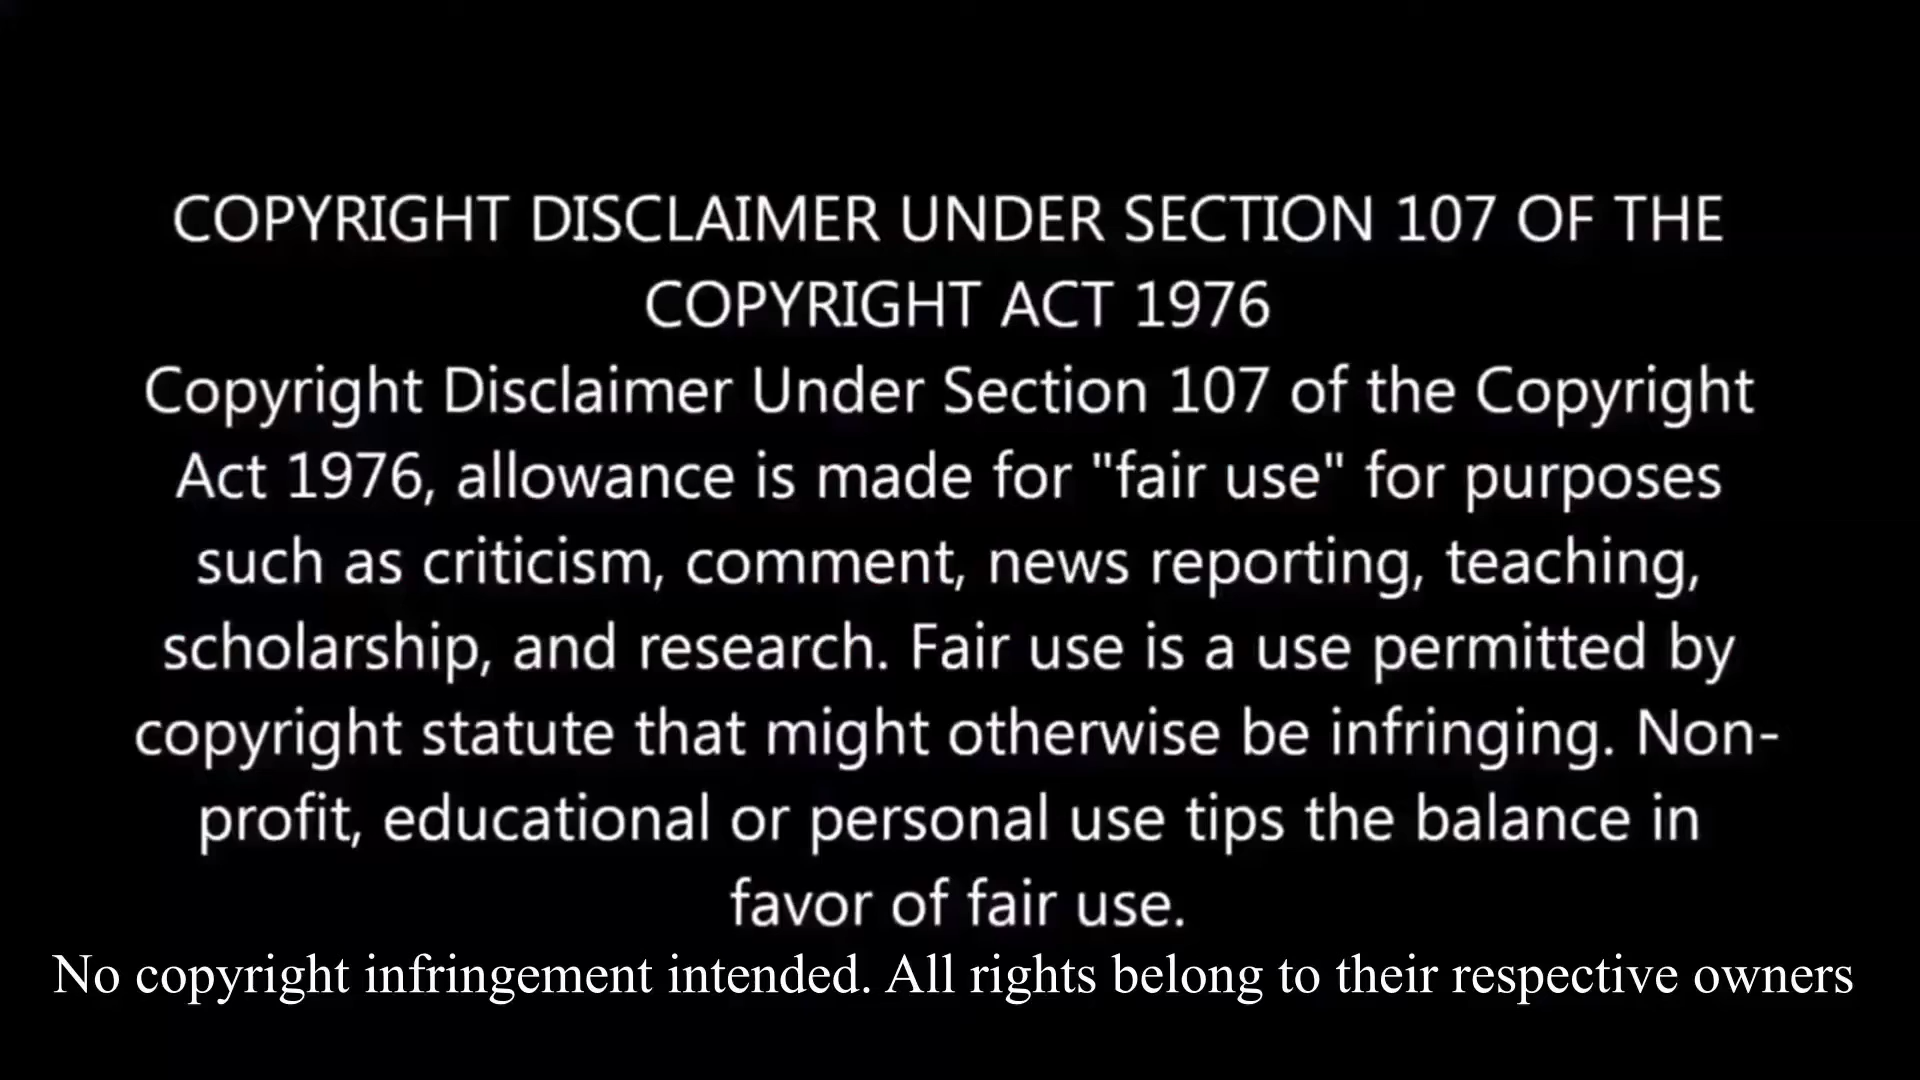 COPYRIGHT DISCLAIMER UNDER SECTION 107 OF THE
COPYRIGHT ACT 1976
Copyright Disclaimer Under Section 107 of the Copyright
Act 1976, allowance is made for "fair use" for purposes
such as criticism, comment, news reporting, teaching,
scholarship, and research. Fair use is a use permitted by
copyright statute that might otherwise be infringing. Non-
profit, educational or personal use tips the balance in
favor of fair use.
No copyright infringement intended. All rights belong to their respective owners